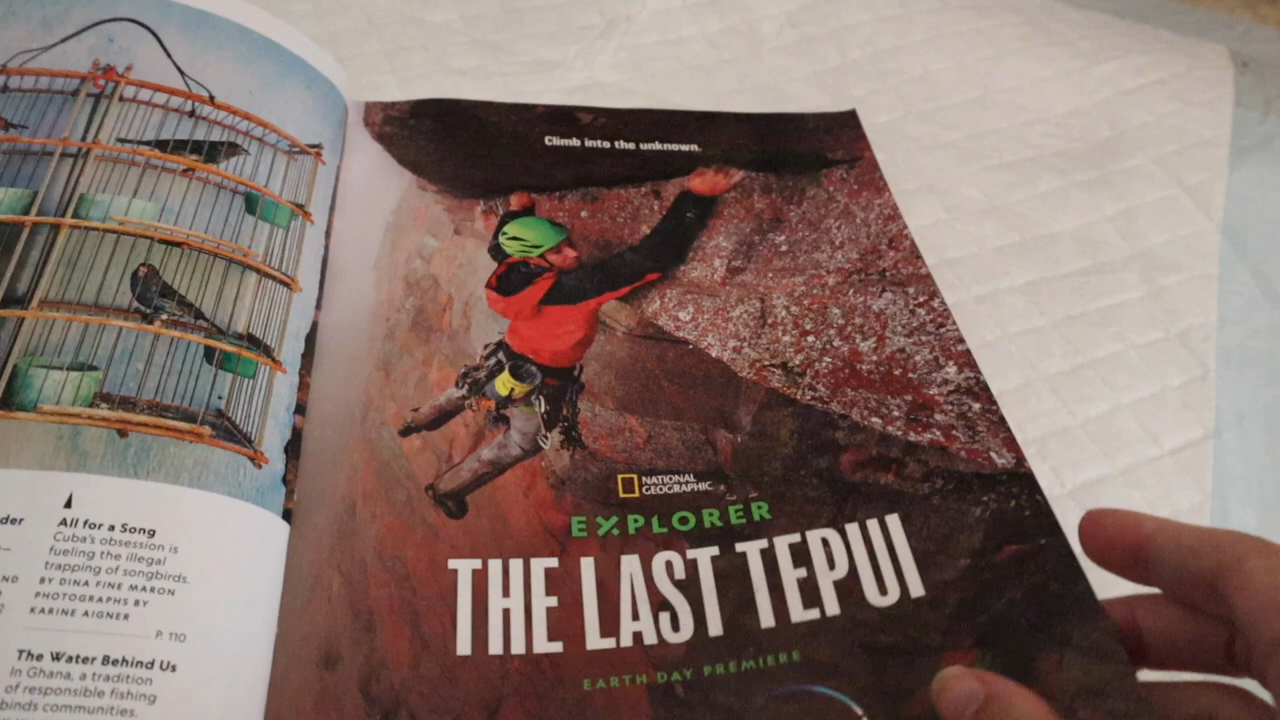 der
AND
All for a Song
Cuba's obsession is
fueling the illegal
trapping of songbirds.
BY DINA FINE MARON
PHOTOGRAPHS BY
KARINE AIGNER
P. 110
The Water Behind Us
In Ghana, a tradition
of responsible fishing
binds communities.
Climb into the unknown.
NATIONAL
GEOGRAPHIC
EXPLORER
THE LAST TEPUI
EARTH DAY PREMIERE